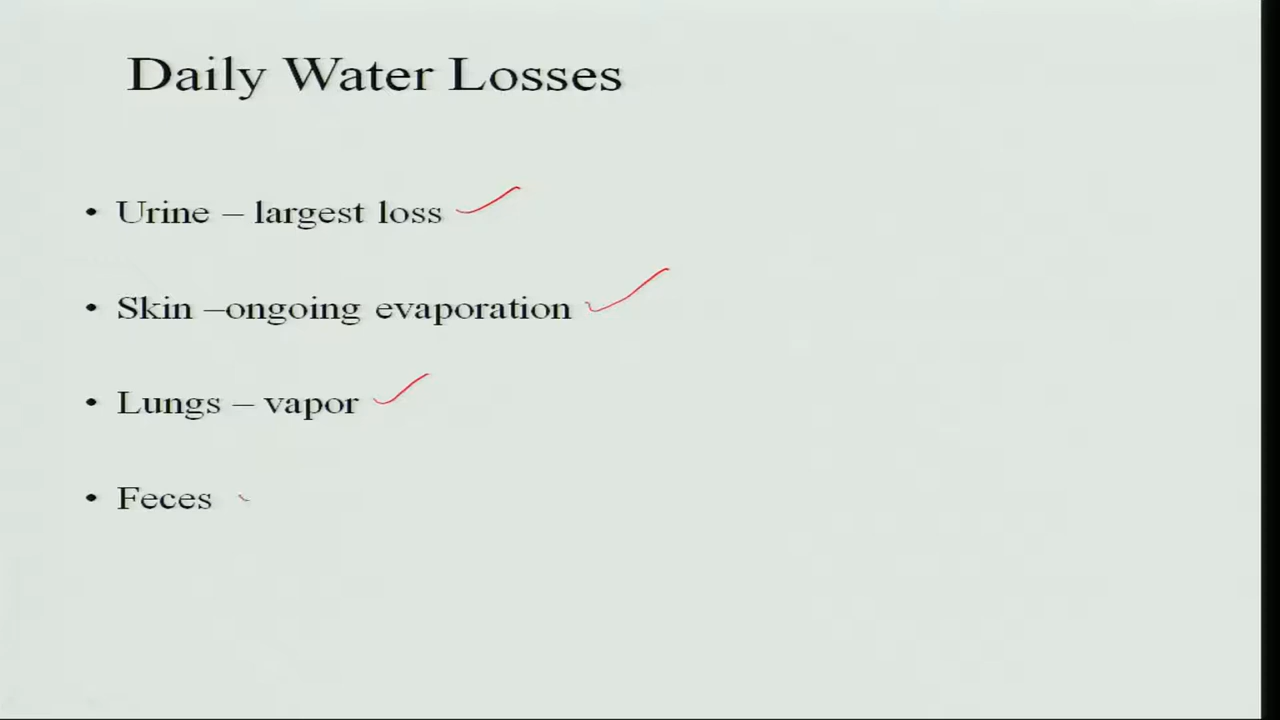 Daily Water Losses
• Urine – largest loss
• Skin –ongoing evaporation
• Lungs – vapor
• Feces